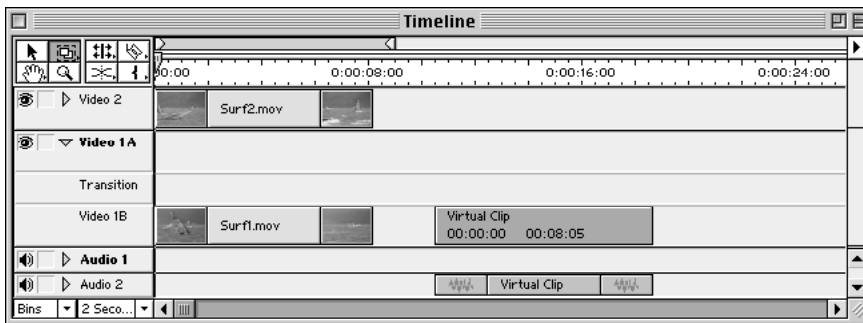 Timeline
00:00 0:00:08:00 0:00:16:00 0:00:24:00
Video 2 Surf2.mov
Video 1A
Transition
Video 1B Surf1.mov Virtual Clip
00:00:00 00:08:05
Audio 1
Audio 2 Virtual Clip
Bins 2 Seco...